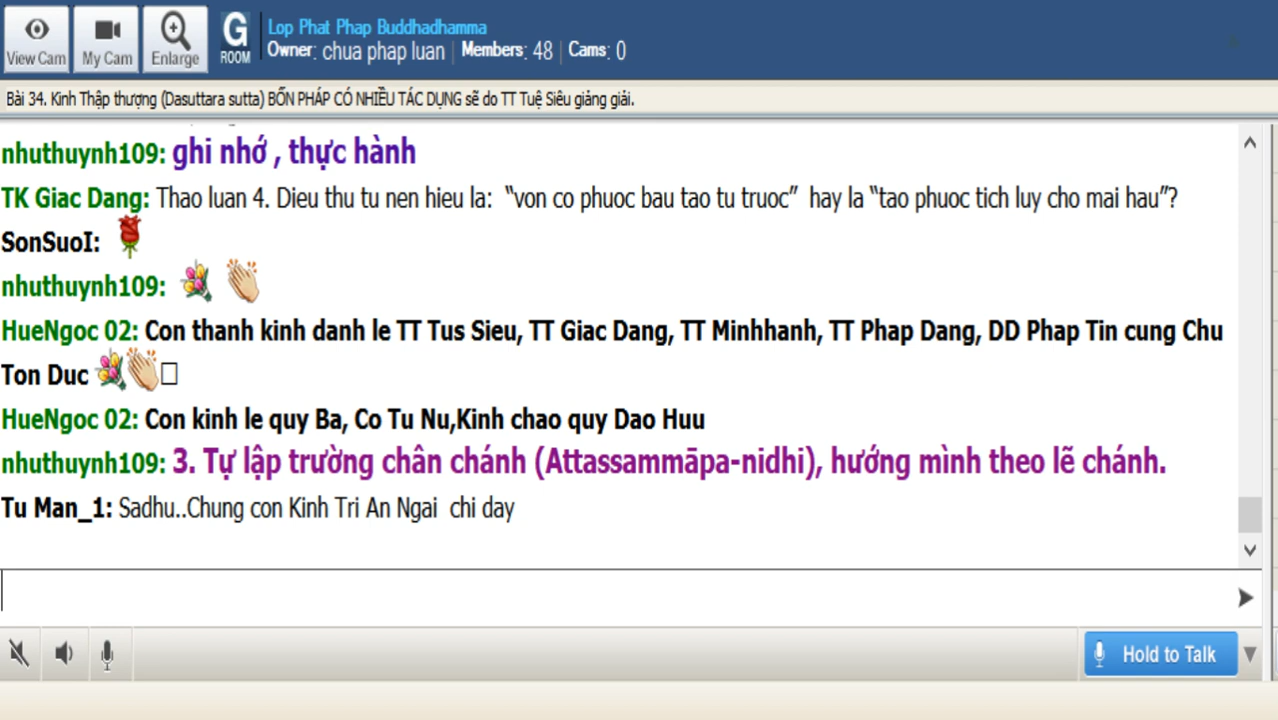 View Cam
My Cam
Enlarge
G
ROOM
Lop Phat Phap Buddhadhamma
Owner: chua phap luan | Members: 48 | Cams: 0
Bài 34. Kinh Thập thượng (Dasuttara sutta) BỐN PHÁP CÓ NHIỀU TÁC DỤNG sẽ do TT Tuệ Siêu giảng giải.
nhuthuynh109: ghi nhớ , thực hành
TK Giac Dang: Thao luan 4. Dieu thu tu nen hieu la: “von co phuoc bau tao tu truoc” hay la “tao phuoc tich luy cho mai hau”?
SonSuoI:
nhuthuynh109:
HueNgoc 02: Con thanh kinh danh le TT Tus Sieu, TT Giac Dang, TT Minhhanh, TT Phap Dang, DD Phap Tin cung Chu
Ton Duc
HueNgoc 02: Con kinh le quy Ba, Co Tu Nu,Kinh chao quy Dao Huu
nhuthuynh109: 3. Tự lập trường chân chánh (Attassammāpa-nidhi), hướng mình theo lẽ chánh.
Tu Man_1: Sadhu..Chung con Kinh Tri An Ngai chi day
Hold to Talk